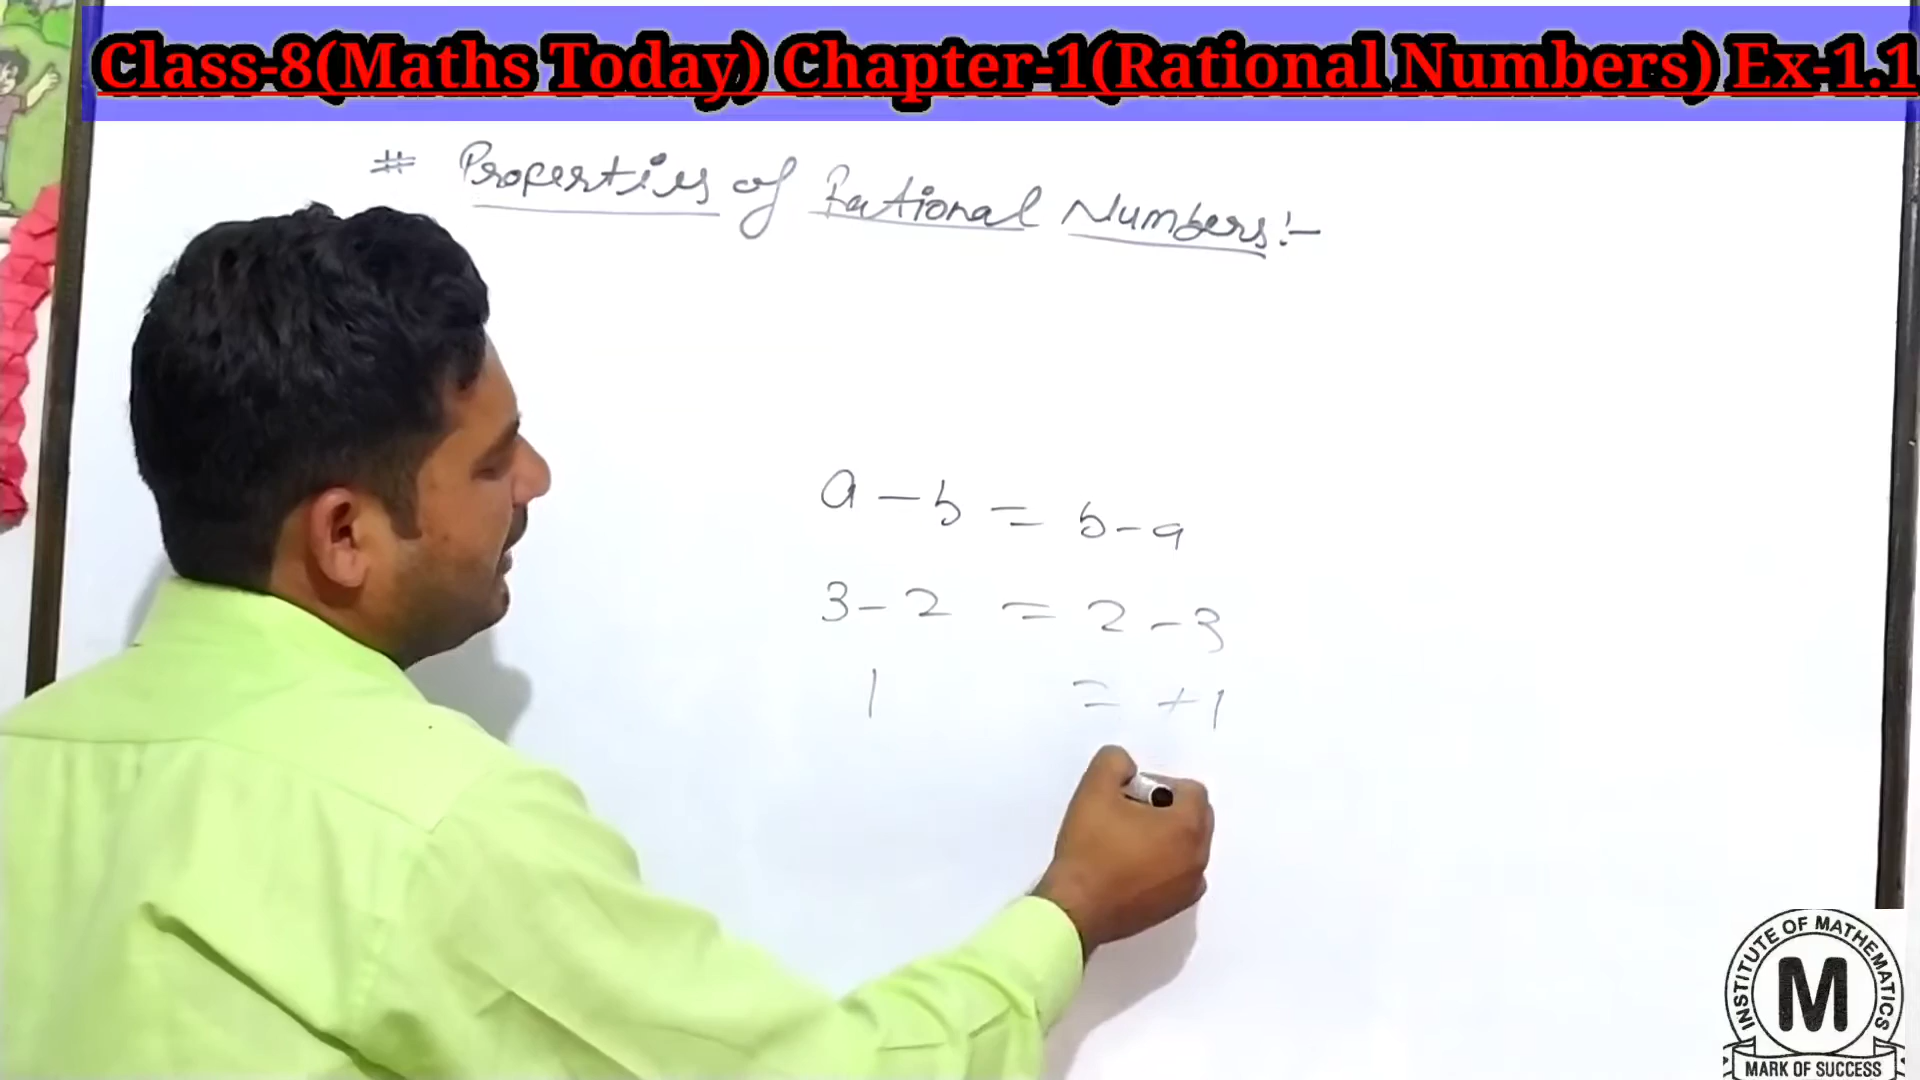 Class-8(Maths Today) Chapter-1(Rational Numbers) Ex-1.1
# Properties of Rational Numbers:-
a - b = b - a
3 - 2 = 2 - 3
1 = +1
INSTITUTE OF MATHEMATICS
M
MARK OF SUCCESS